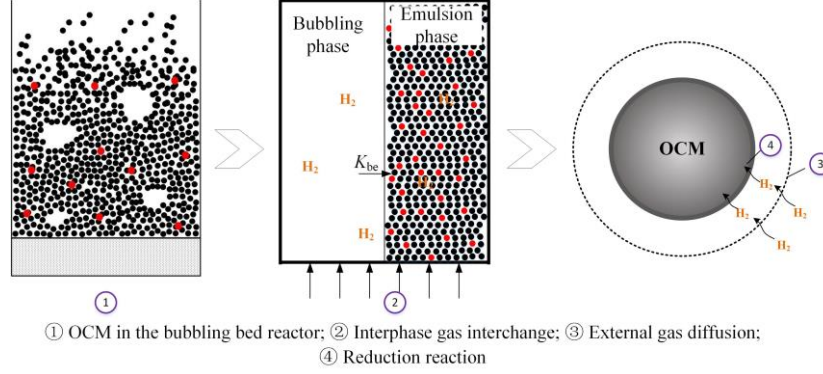 Bubbling
phase
Emulsion
phase
H2
H2
H2
Kbe
H2
H2
OCM
④
③
H2
H2
H2
H2
①
②
① OCM in the bubbling bed reactor; ② Interphase gas interchange; ③ External gas diffusion;
④ Reduction reaction